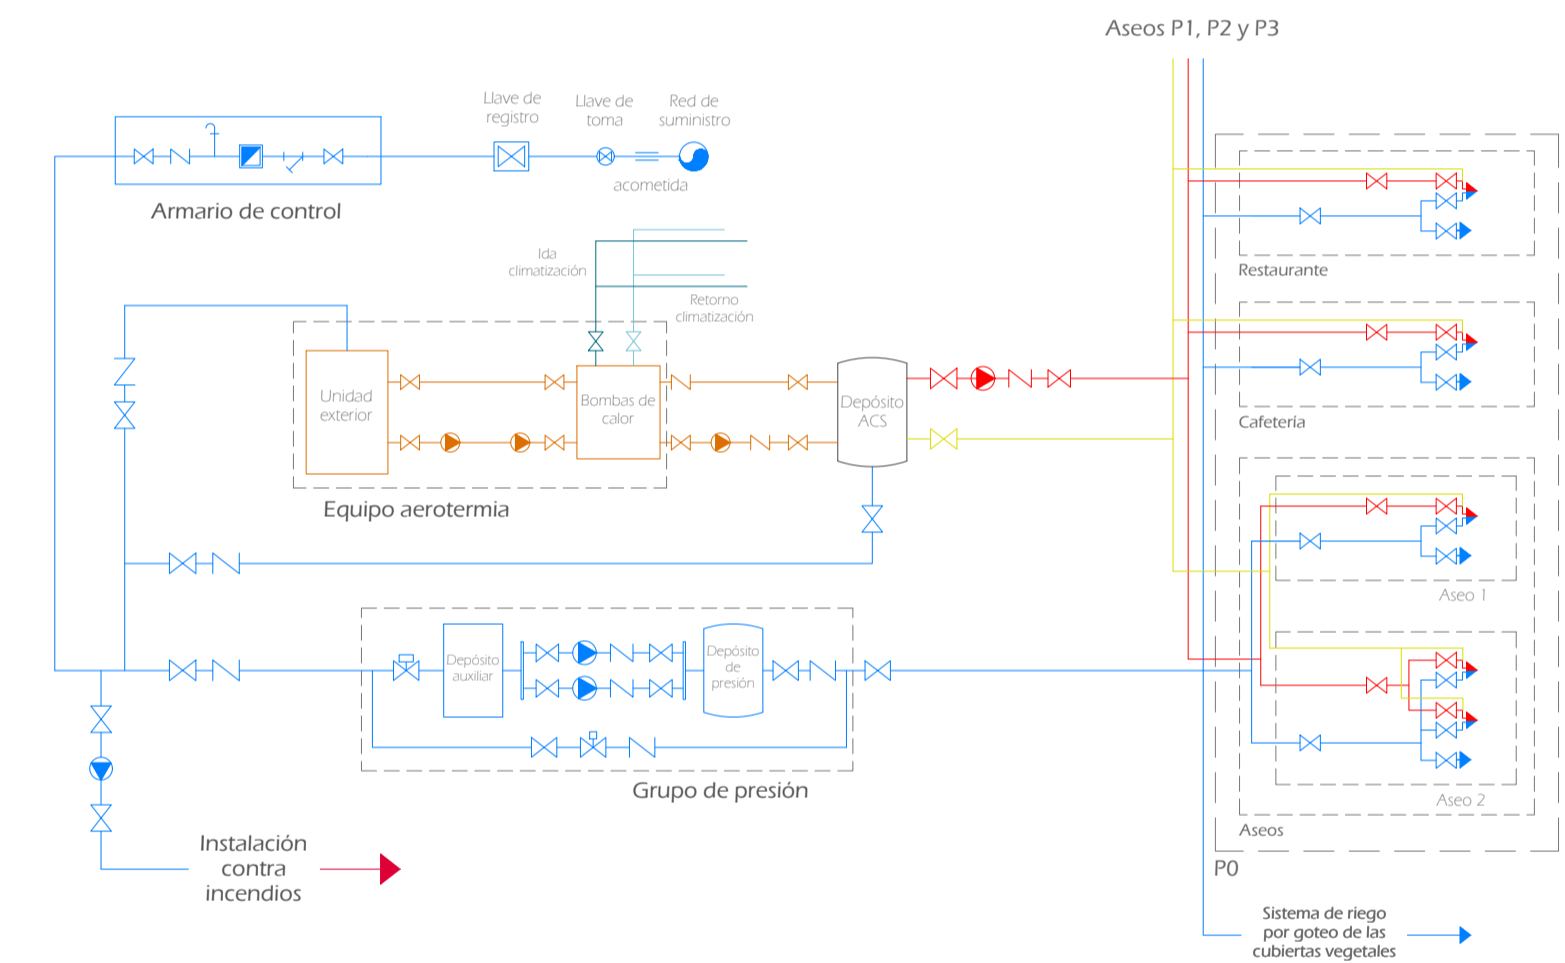 Aseos P1, P2 y P3
Llave de
registro
Llave de
toma
Red de
suministro
acometida
Armario de control
Ida
climatización
Retorno
climatización
Unidad
exterior
Bombas de
calor
Depósito
ACS
Equipo aerotermia
Restaurante
Cafetería
Aseo 1
Depósito
auxiliar
Depósito
de
presión
Grupo de presión
Aseo 2
Aseos
P0
Instalación
contra
incendios
Sistema de riego
por goteo de las
cubiertas vegetales